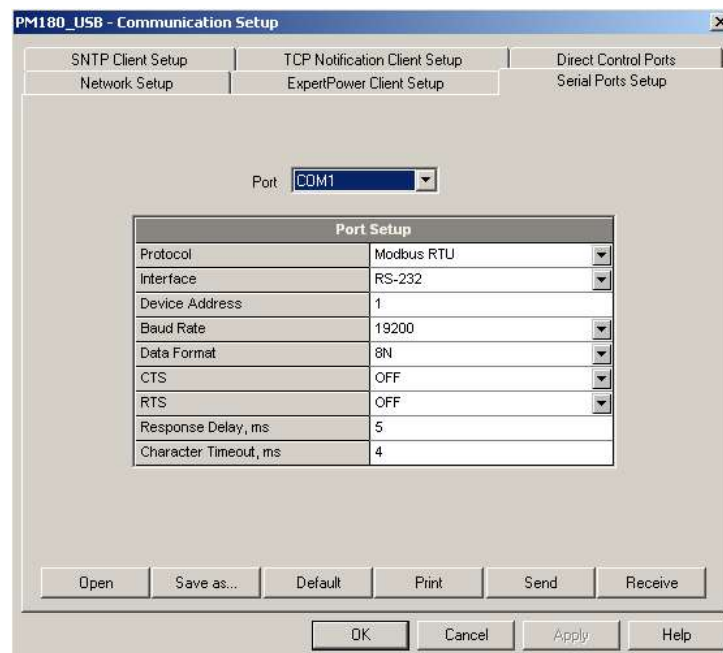 PM180_USB - Communication Setup
SNTP Client Setup TCP Notification Client Setup Direct Control Ports
Network Setup ExpertPower Client Setup Serial Ports Setup
Port COM1
Port Setup
Protocol Modbus RTU
Interface RS-232
Device Address 1
Baud Rate 19200
Data Format 8N
CTS OFF
RTS OFF
Response Delay, ms 5
Character Timeout, ms 4
Open Save as... Default Print Send Receive
OK Cancel Apply Help